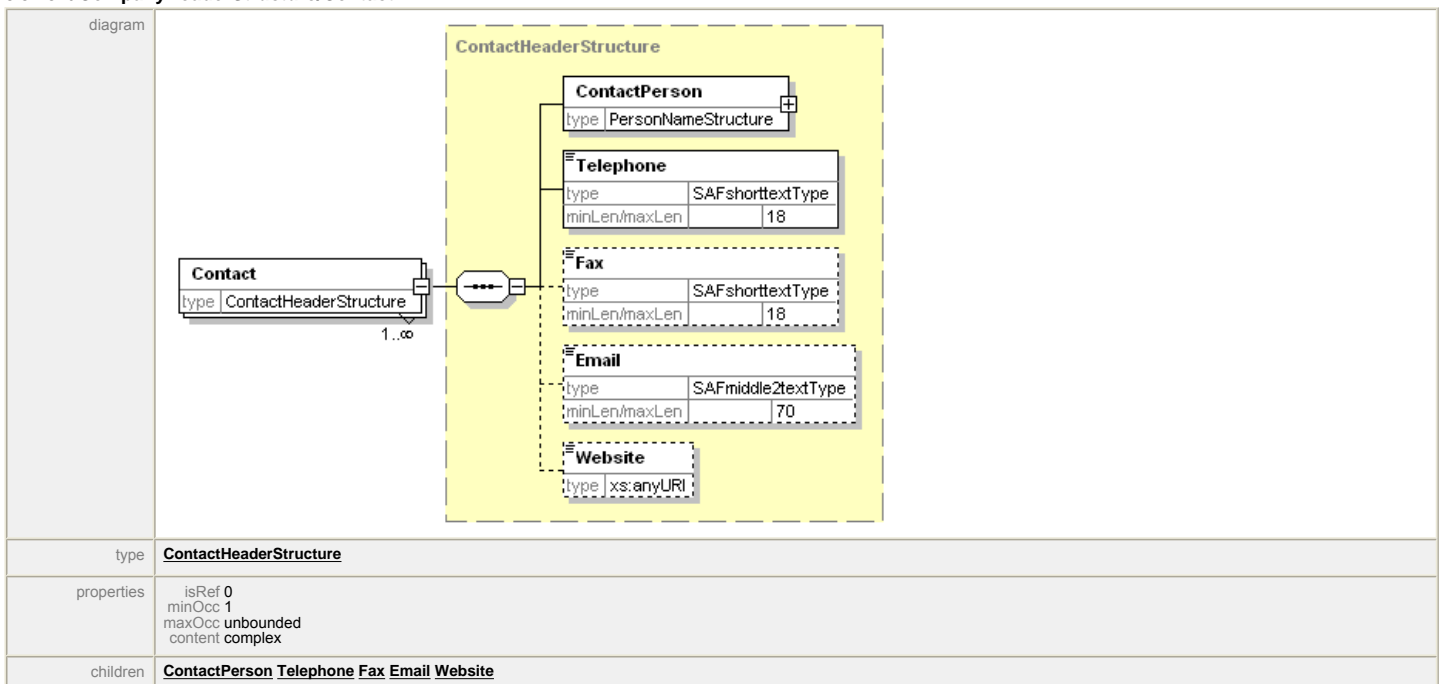 diagram
ContactHeaderStructure
ContactPerson
type PersonNameStructure
Telephone
type SAFshorttextType
minLen/maxLen 18
Fax
type SAFshorttextType
minLen/maxLen 18
Contact
type ContactHeaderStructure
1..∞
Email
type SAFmiddle2textType
minLen/maxLen 70
Website
type xs:anyURI
type ContactHeaderStructure
properties isRef 0
minOcc 1
maxOcc unbounded
content complex
children ContactPerson Telephone Fax Email Website